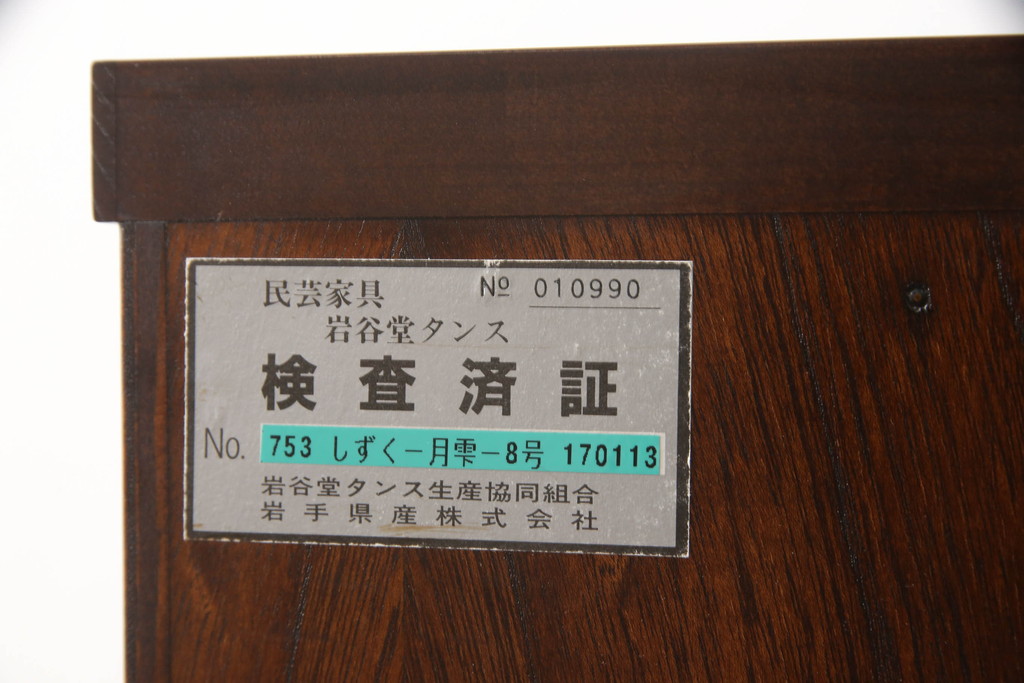 民芸家具 Nº 010990
岩谷堂タンス
検査済証
No. 753 しずくー月雫ー8号 170113
岩谷堂タンス生産協同組合
岩手県産株式会社